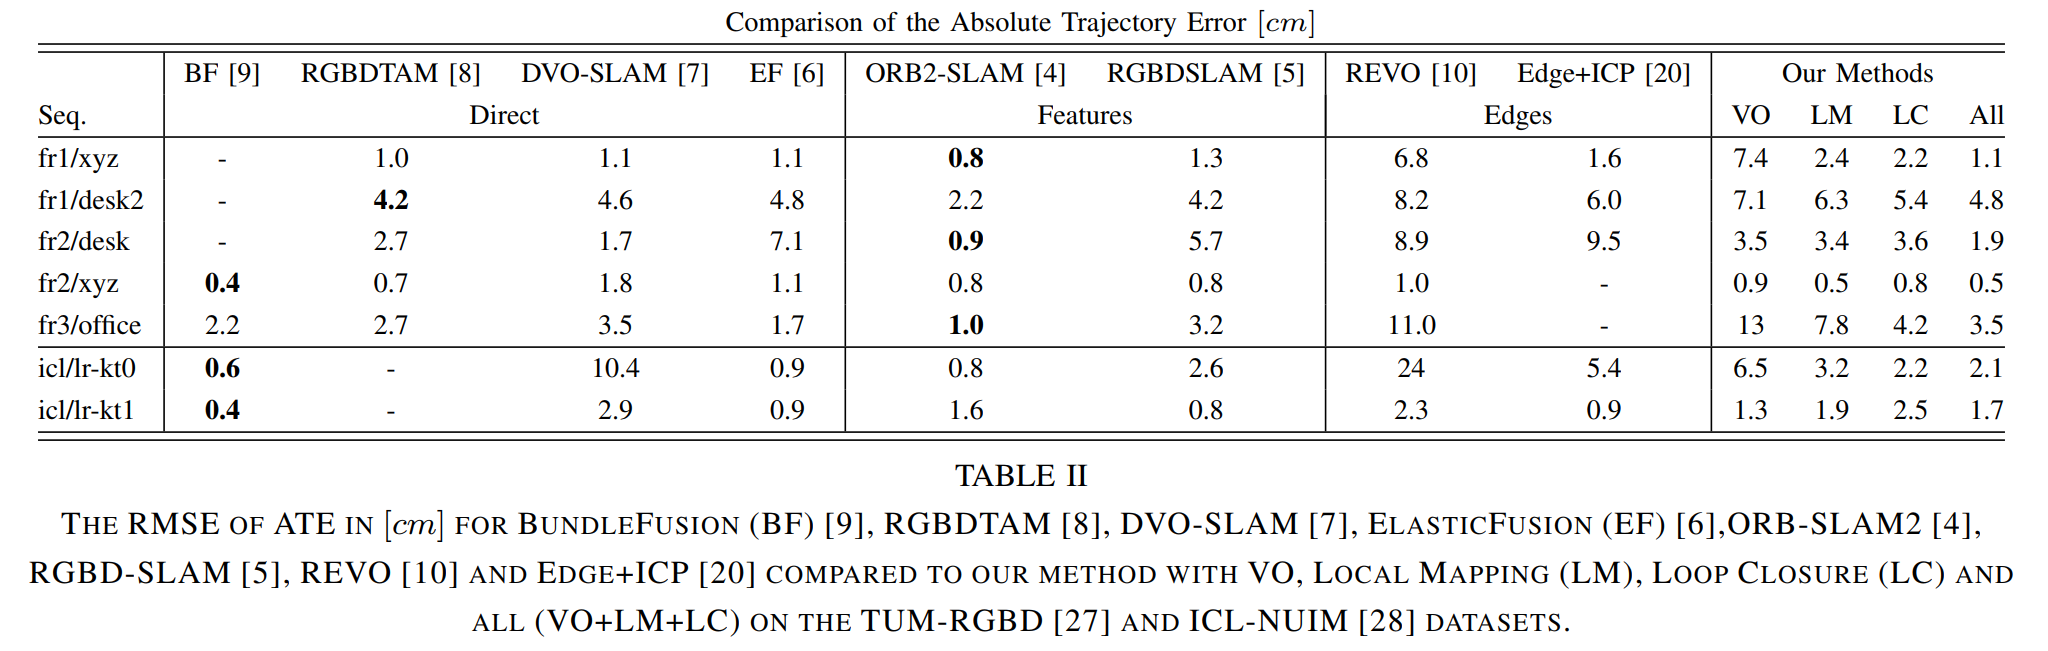 Comparison of the Absolute Trajectory Error [cm]
BF [9] RGBDTAM [8] DVO-SLAM [7] EF [6] ORB2-SLAM [4] RGBDSLAM [5] REVO [10] Edge+ICP [20] Our Methods
Seq. Direct Features Edges VO LM LC All
fr1/xyz - 1.0 1.1 1.1 0.8 1.3 6.8 1.6 7.4 2.4 2.2 1.1
fr1/desk2 - 4.2 4.6 4.8 2.2 4.2 8.2 6.0 7.1 6.3 5.4 4.8
fr2/desk - 2.7 1.7 7.1 0.9 5.7 8.9 9.5 3.5 3.4 3.6 1.9
fr2/xyz 0.4 0.7 1.8 1.1 0.8 0.8 1.0 - 0.9 0.5 0.8 0.5
fr3/office 2.2 2.7 3.5 1.7 1.0 3.2 11.0 - 13 7.8 4.2 3.5
icl/lr-kt0 0.6 - 10.4 0.9 0.8 2.6 24 5.4 6.5 3.2 2.2 2.1
icl/lr-kt1 0.4 - 2.9 0.9 1.6 0.8 2.3 0.9 1.3 1.9 2.5 1.7
TABLE II
THE RMSE OF ATE IN [cm] FOR BUNDLEFUSION (BF) [9], RGBDTAM [8], DVO-SLAM [7], ELASTICFUSION (EF) [6],ORB-SLAM2 [4],
RGBD-SLAM [5], REVO [10] AND EDGE+ICP [20] COMPARED TO OUR METHOD WITH VO, LOCAL MAPPING (LM), LOOP CLOSURE (LC) AND
ALL (VO+LM+LC) ON THE TUM-RGBD [27] AND ICL-NUIM [28] DATASETS.